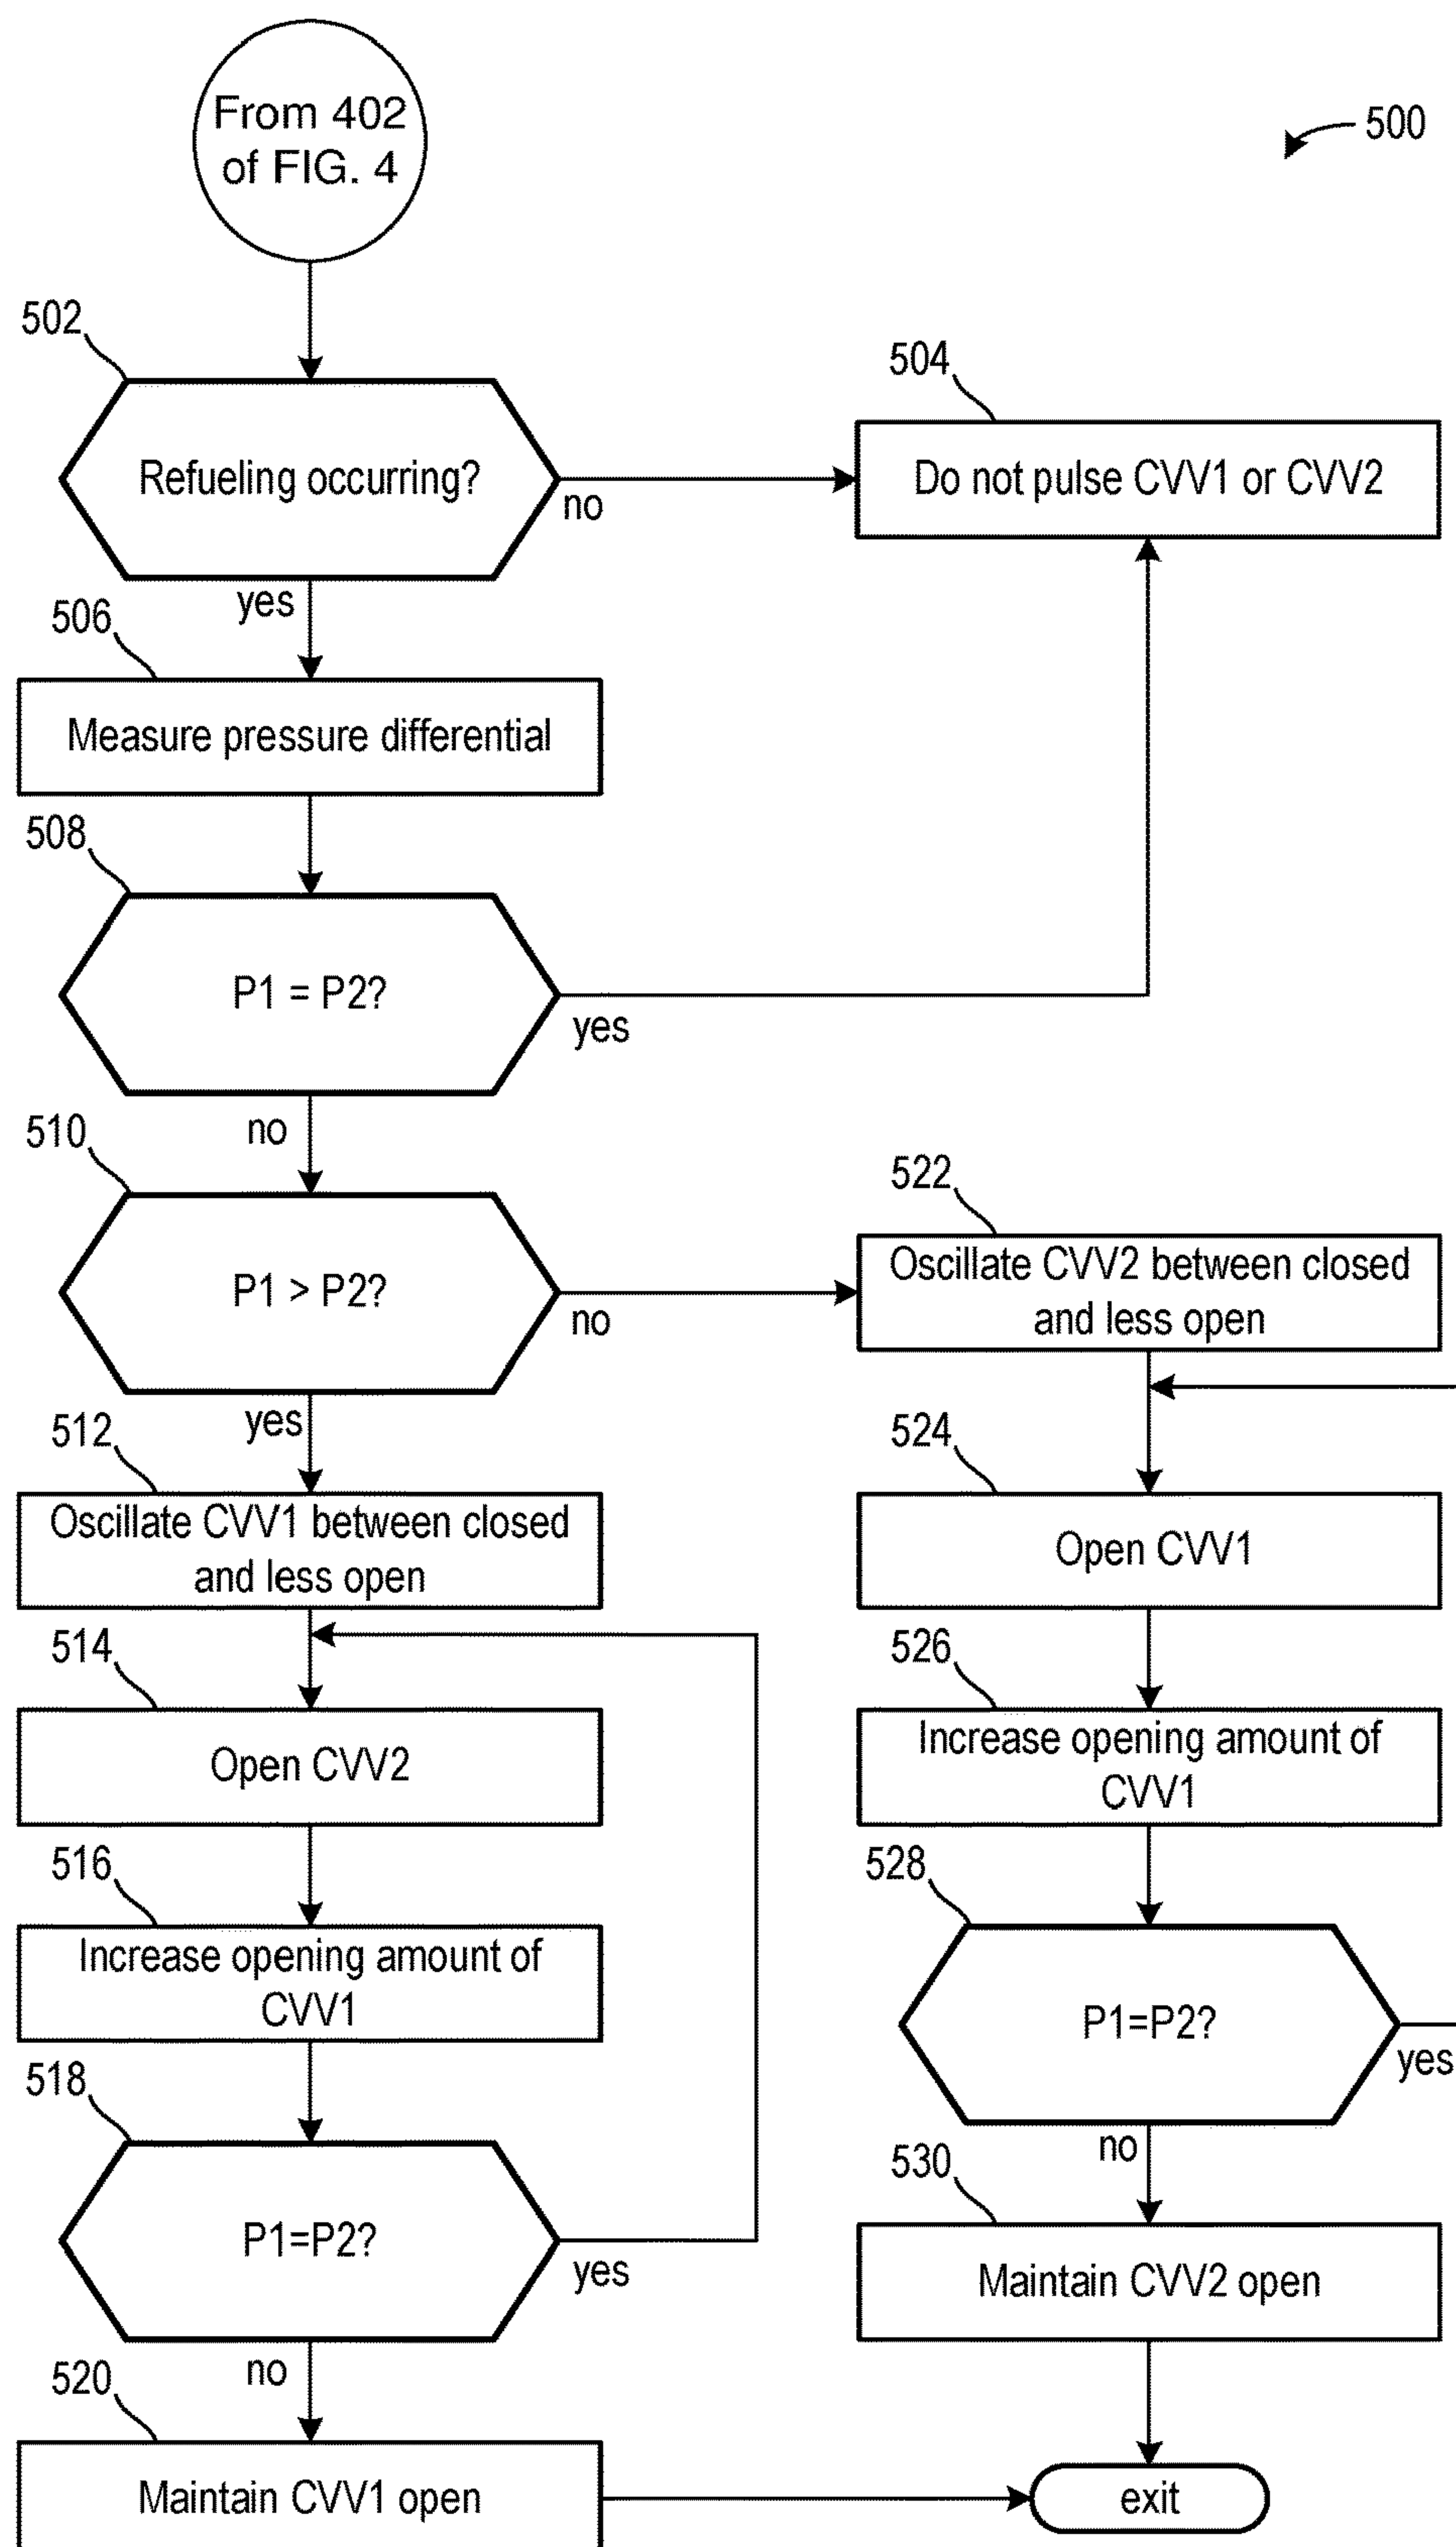 From 402
of FIG. 4
500
502
Refueling occurring?
no
yes
504
Do not pulse CVV1 or CVV2
506
Measure pressure differential
508
P1 = P2?
yes
no
510
P1 > P2?
no
yes
512
Oscillate CVV1 between closed
and less open
514
Open CVV2
516
Increase opening amount of
CVV1
518
P1=P2?
yes
no
520
Maintain CVV1 open
522
Oscillate CVV2 between closed
and less open
524
Open CVV1
526
Increase opening amount of
CVV1
528
P1=P2?
yes
no
530
Maintain CVV2 open
exit